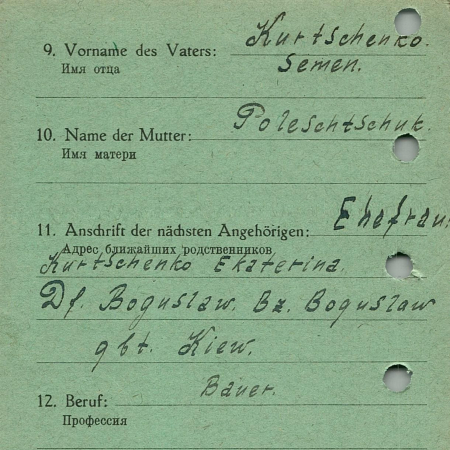 Kurtschenko.
9. Vorname des Vaters: Semen.
Имя отца
10. Name der Mutter: Poleschtschuk.
Имя матери
11. Anschrift der nächsten Angehörigen: Ehefrau.
Адрес ближайших родственников
Kurtschenko Ekaterina.
Df. Boguslaw. Bz. Boguslaw
gbt. Kiew.
12. Beruf: Bauer.
Профессия